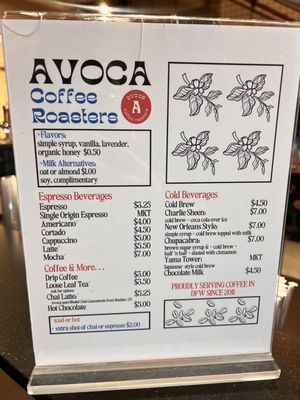 AVOCA
Coffee
Roasters
AVOCA
A
+Flavors:
simple syrup, vanilla, lavender,
organic honey $0.50
+Milk Alternatives:
oat or almond $1.00
soy, complimentary
Espresso Beverages
Espresso $3.25
Single Origin Espresso MKT
Americano $4.00
Cortado $4.50
Cappuccino $5.00
Latte $5.50
Mocha $7.00
Coffee & More...
Drip Coffee $3.00
Loose Leaf Tea $3.50
Ask for options
Chai Latte $5.25
Hot Chocolate $5.00
Iced or hot
+ extra shot of chai or espresso $2.00
Cold Beverages
Cold Brew $4.50
Charlie Sheen: $7.00
cold brew + coca cola over ice
New Orleans Style: $7.00
simple syrup + cold brew topped with milk
Chupacabra: $7.00
brown sugar syrup & + cold brew +
half 'n half + dusted with cinnamon
Yama Tower: MKT
Japanese-style cold brew
Chocolate Milk $4.50
PROUDLY SERVING COFFEE IN
DFW SINCE 2011